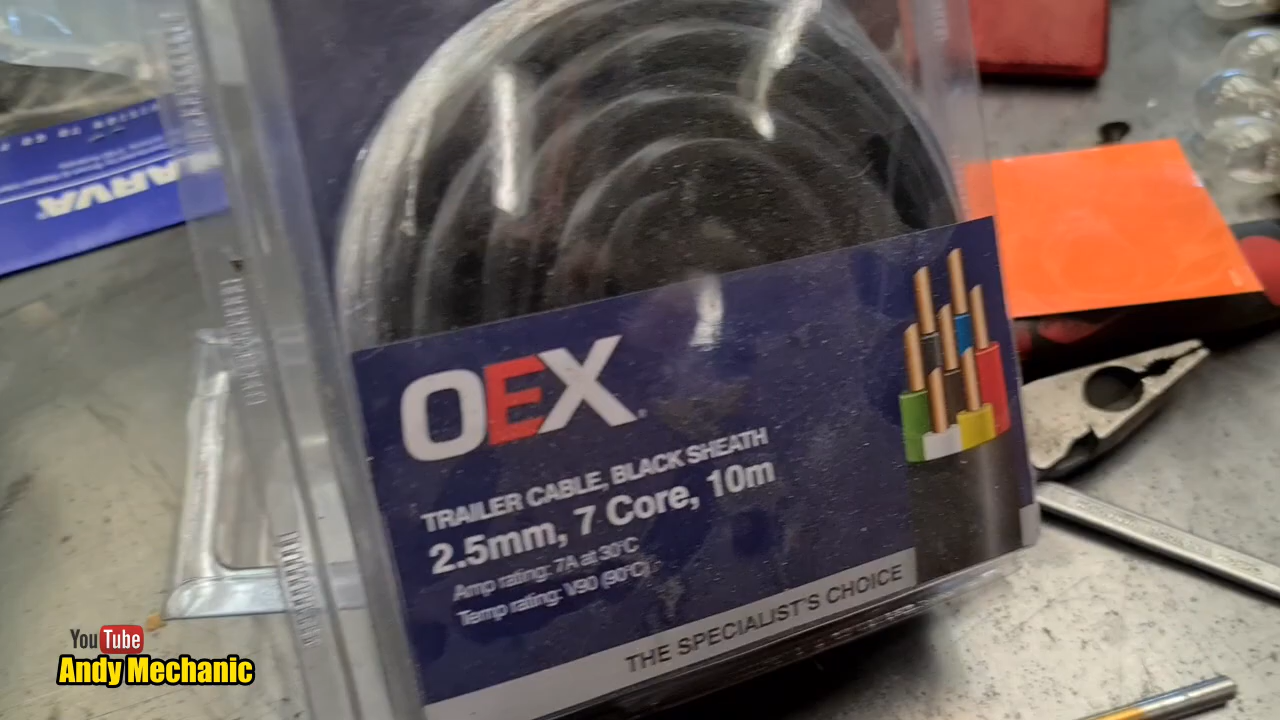 NARVA
OEX
TRAILER CABLE, BLACK SHEATH
2.5mm, 7 Core, 10m
Amp rating: 7A at 30°C
Temp rating: V90 (90°C)
THE SPECIALIST'S CHOICE
YouTube
Andy Mechanic